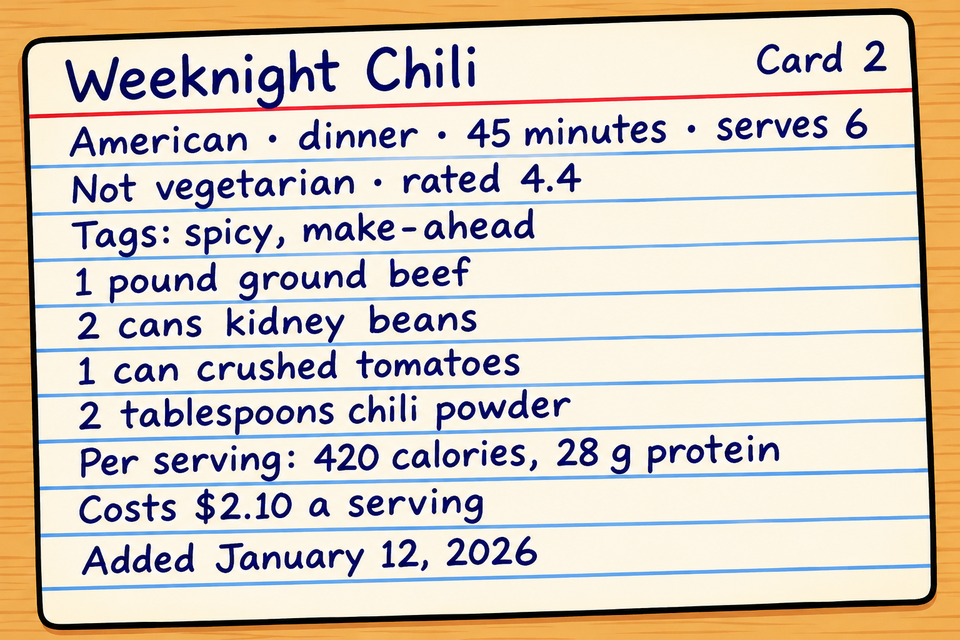 Weeknight Chili
Card 2
American • dinner • 45 minutes • serves 6
Not vegetarian • rated 4.4
Tags: spicy, make-ahead
1 pound ground beef
2 cans kidney beans
1 can crushed tomatoes
2 tablespoons chili powder
Per serving: 420 calories, 28 g protein
Costs $2.10 a serving
Added January 12, 2026